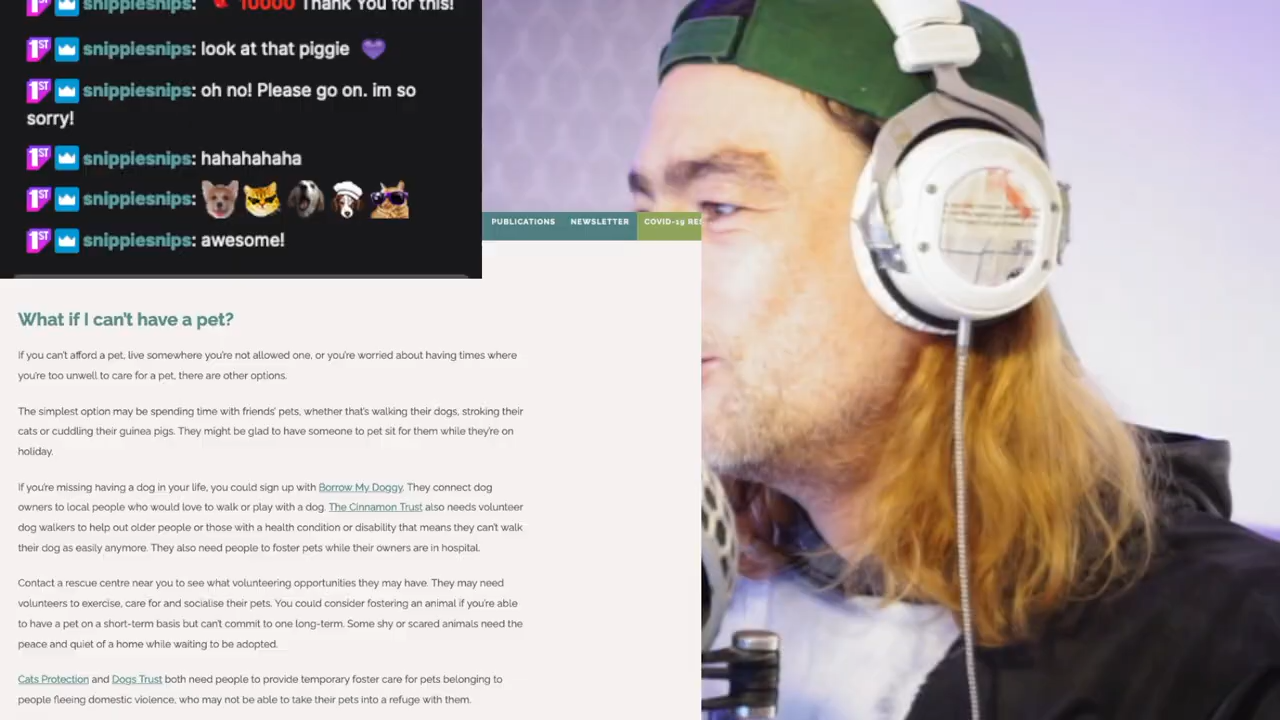 snippiesnips: 10000 Thank You for this!
1ST snippiesnips: look at that piggie
1ST snippiesnips: oh no! Please go on. im so
sorry!
1ST snippiesnips: hahahahaha
1ST snippiesnips:
1ST snippiesnips: awesome!
PUBLICATIONS NEWSLETTER COVID-19
What if I can't have a pet?
If you can't afford a pet, live somewhere you're not allowed one, or you're worried about having times where
you're too unwell to care for a pet, there are other options.
The simplest option may be spending time with friends' pets, whether that's walking their dogs, stroking their
cats or cuddling their guinea pigs. They might be glad to have someone to pet sit for them while they're on
holiday.
If you're missing having a dog in your life, you could sign up with Borrow My Doggy. They connect dog
owners to local people who would love to walk or play with a dog. The Cinnamon Trust also needs volunteer
dog walkers to help out older people or those with a health condition or disability that means they can't walk
their dog as easily anymore. They also need people to foster pets while their owners are in hospital.
Contact a rescue centre near you to see what volunteering opportunities they may have. They may need
volunteers to exercise, care for and socialise their pets. You could consider fostering an animal if you're able
to have a pet on a short-term basis but can't commit to one long-term. Some shy or scared animals need the
peace and quiet of a home while waiting to be adopted.
Cats Protection and Dogs Trust both need people to provide temporary foster care for pets belonging to
people fleeing domestic violence, who may not be able to take their pets into a refuge with them.